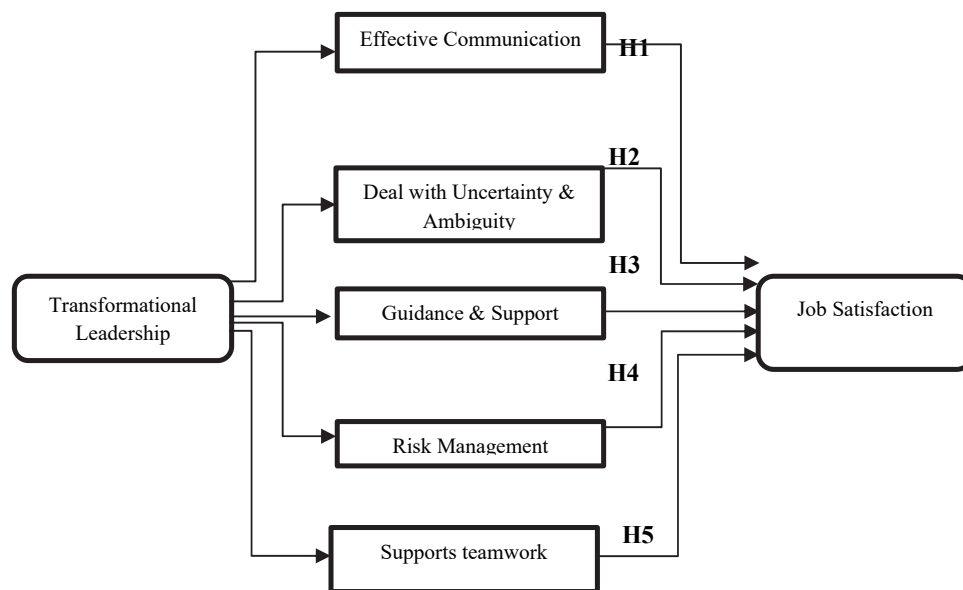 Effective Communication
H1
H2
Deal with Uncertainty &
Ambiguity
H3
Transformational
Leadership
Guidance & Support
Job Satisfaction
H4
Risk Management
H5
Supports teamwork